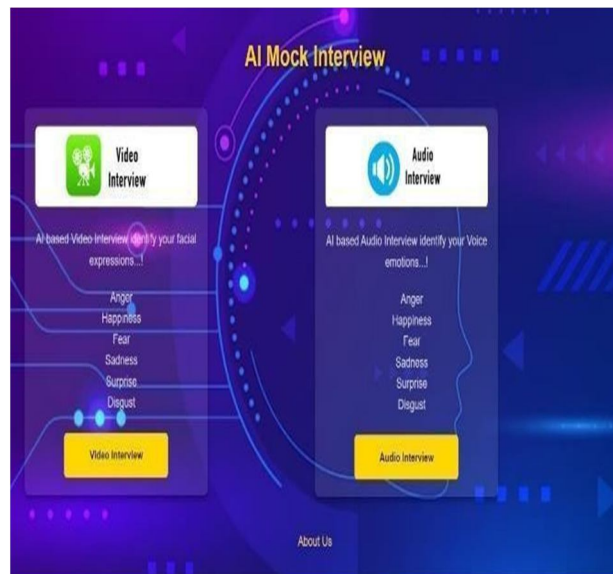 AI Mock Interview
Video
Interview
AI based Video Interview identify your facial
expressions...!
Anger
Happiness
Fear
Sadness
Surprise
Disgust
Video Interview
Audio
Interview
AI based Audio Interview identify your Voice
emotions...!
Anger
Happiness
Fear
Sadness
Surprise
Disgust
Audio Interview
About Us